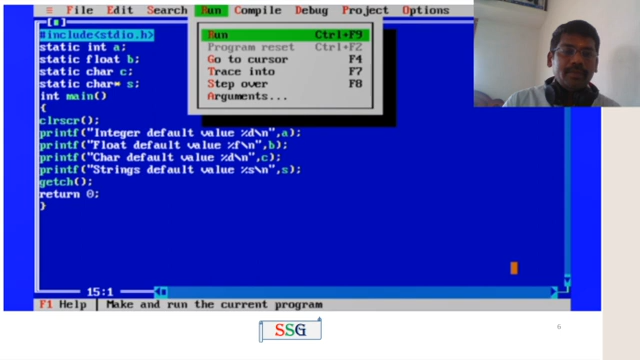 ≡ File Edit Search Run Compile Debug Project Options
Run Ctrl+F9
Program reset Ctrl+F2
Go to cursor F4
Trace into F7
Step over F8
Arguments...
#include<stdio.h>
static int a;
static float b;
static char c;
static char* s;
int main()
{
clrscr();
printf("Integer default value %d\n",a);
printf("Float default value %f\n",b);
printf("Char default value %d\n",c);
printf("Strings default value %s\n",s);
getch();
return 0;
}
15:1
F1 Help | Make and run the current program
SSG
6